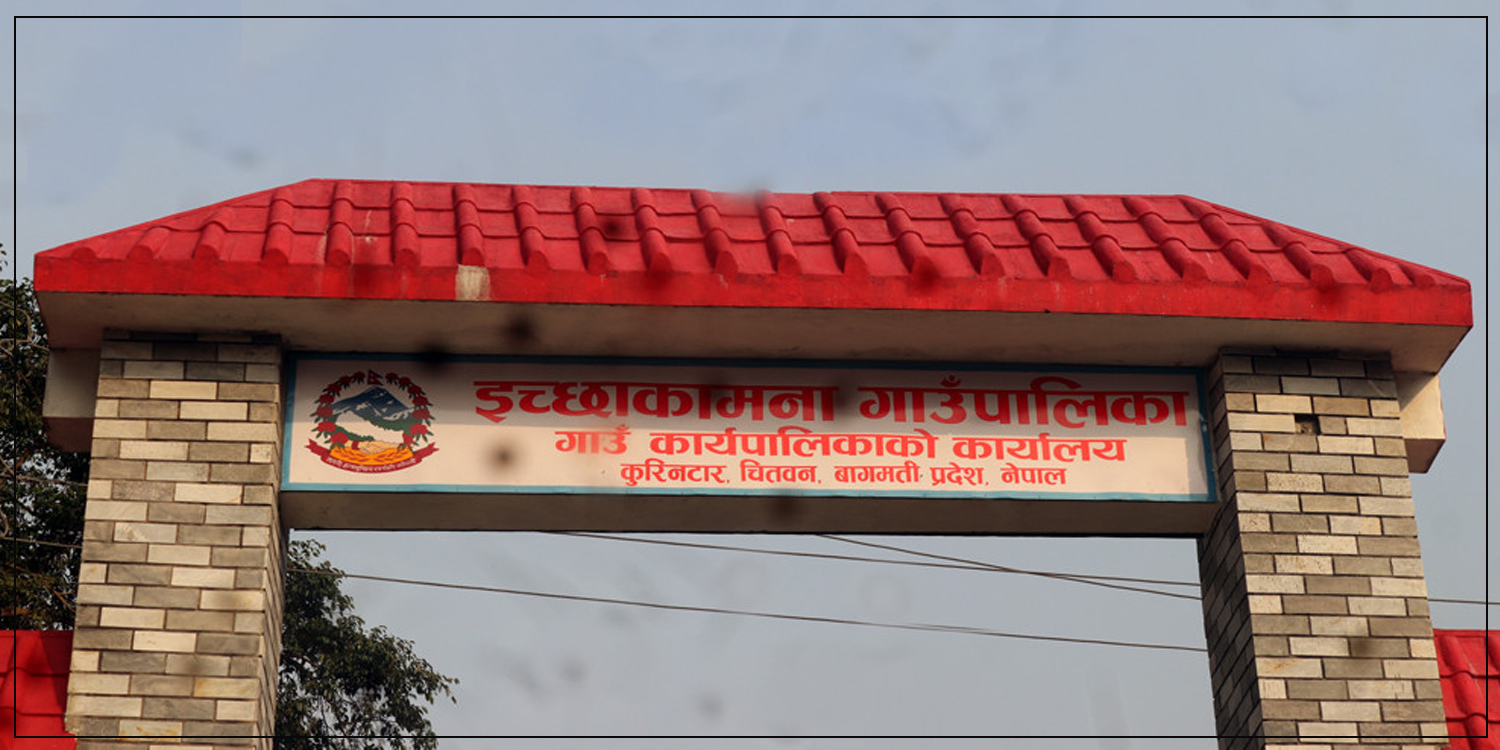 इच्छाकामना गाउँपालिका
गाउँ कार्यपालिकाको कार्यालय
कुरिनटार, चितवन, बागमती प्रदेश, नेपाल